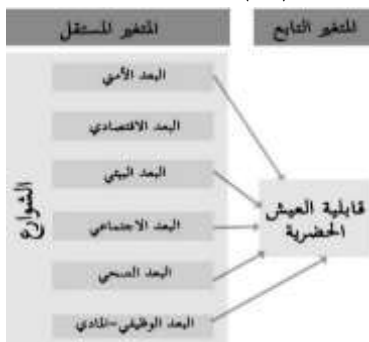 المتغير المستقل
المتغير التابع
البعد الأمني
البعد الاقتصادي
البعد البيئي
البعد الاجتماعي
البعد الصحي
البعد الوظيفي-المادي
الشوارع
قابلية العيش
الحضرية